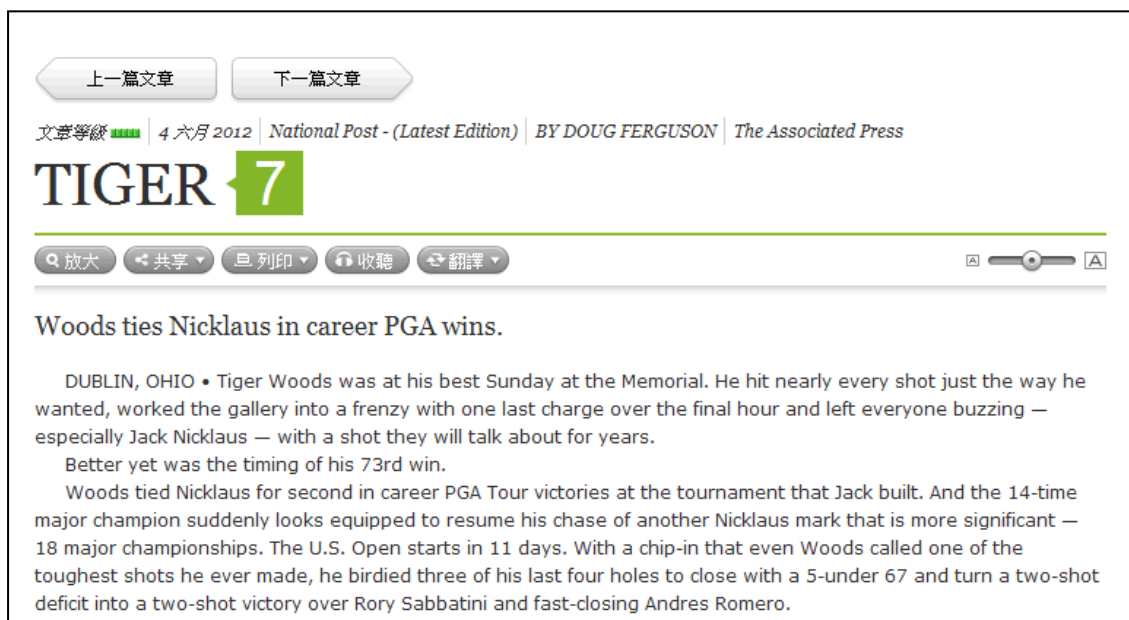 上一篇文章 下一篇文章
文章等級 4 六月 2012 National Post - (Latest Edition) BY DOUG FERGUSON The Associated Press
TIGER 7
放大 共享 列印 收聽 翻譯 A A
Woods ties Nicklaus in career PGA wins.
DUBLIN, OHIO • Tiger Woods was at his best Sunday at the Memorial. He hit nearly every shot just the way he
wanted, worked the gallery into a frenzy with one last charge over the final hour and left everyone buzzing —
especially Jack Nicklaus — with a shot they will talk about for years.
Better yet was the timing of his 73rd win.
Woods tied Nicklaus for second in career PGA Tour victories at the tournament that Jack built. And the 14-time
major champion suddenly looks equipped to resume his chase of another Nicklaus mark that is more significant —
18 major championships. The U.S. Open starts in 11 days. With a chip-in that even Woods called one of the
toughest shots he ever made, he birdied three of his last four holes to close with a 5-under 67 and turn a two-shot
deficit into a two-shot victory over Rory Sabbatini and fast-closing Andres Romero.